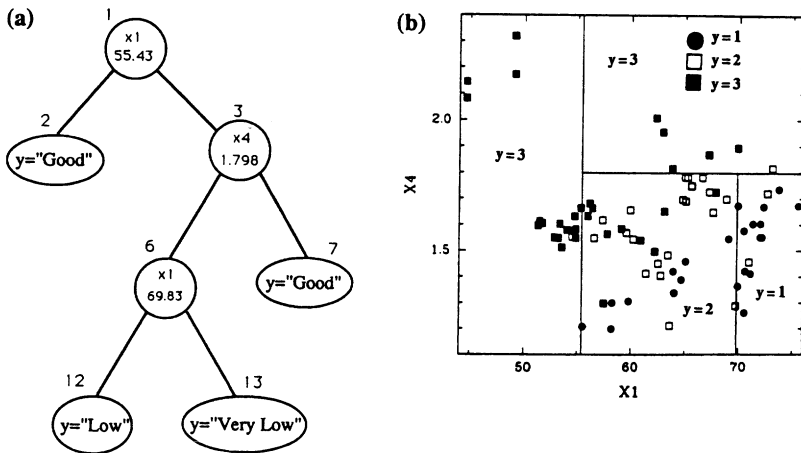 (a)
1
x1
55.43
2
y="Good"
3
x4
1.798
6
x1
69.83
7
y="Good"
12
y="Low"
13
y="Very Low"
(b)
y=1
y=2
y=3
y=3
y=3
y=2
y=1
2.0
1.5
X4
50
60
70
X1